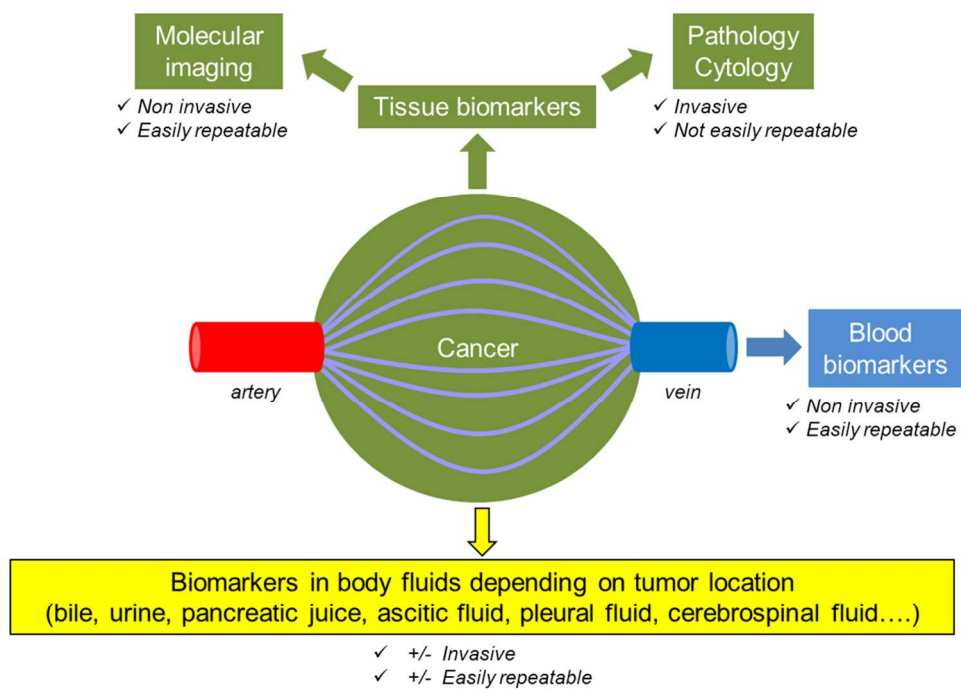 Molecular
imaging
✓ Non invasive
✓ Easily repeatable
Tissue biomarkers
Pathology
Cytology
✓ Invasive
✓ Not easily repeatable
Cancer
artery
vein
Blood
biomarkers
✓ Non invasive
✓ Easily repeatable
Biomarkers in body fluids depending on tumor location
(bile, urine, pancreatic juice, ascitic fluid, pleural fluid, cerebrospinal fluid….)
✓ +/- Invasive
✓ +/- Easily repeatable